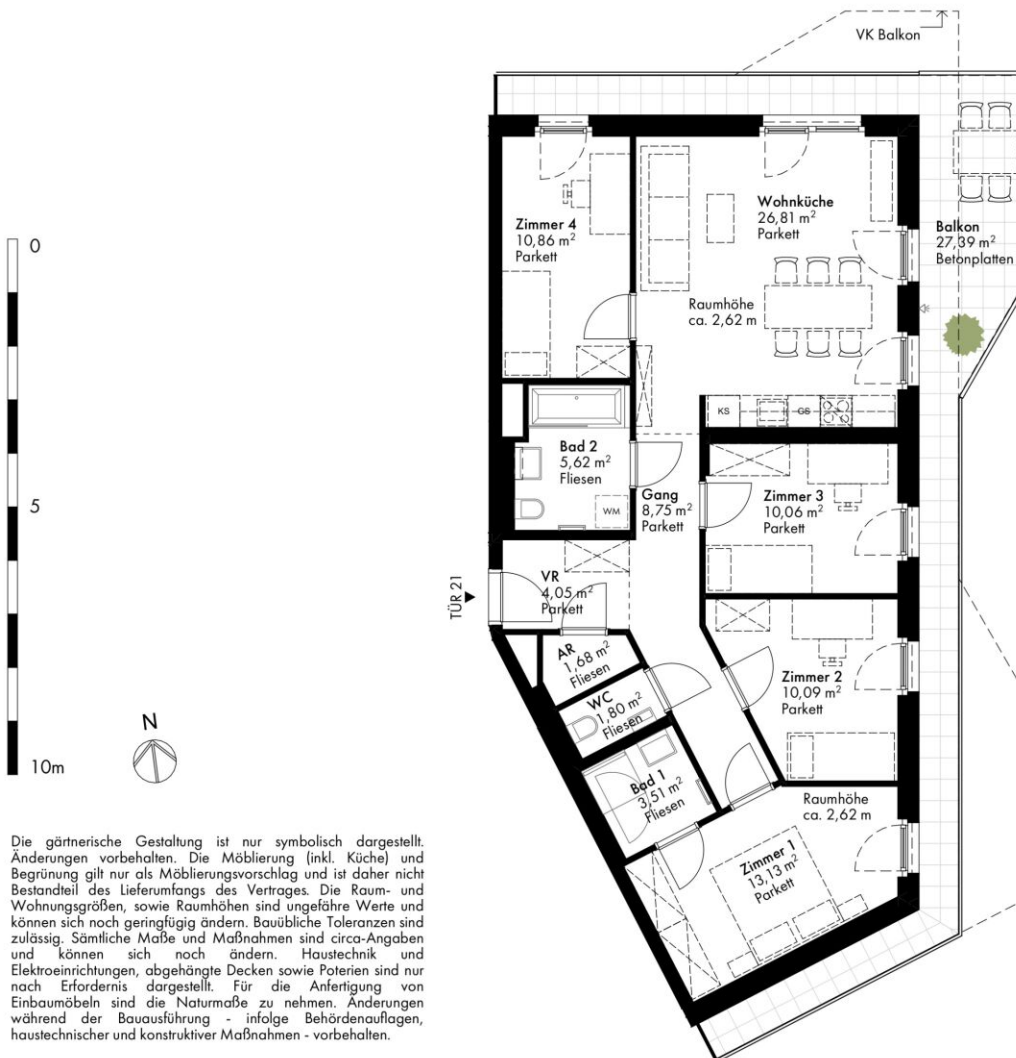 VK Balkon
Wohnküche
26,81 m²
Parkett
Zimmer 4
10,86 m²
Parkett
Balkon
27,39 m²
Betonplatten
0
Raumhöhe
ca. 2,62 m
KS
GS
Bad 2
5,62 m²
Fliesen
WM
Gang
8,75 m²
Parkett
Zimmer 3
10,06 m²
Parkett
5
VR
4,05 m²
Parkett
TÜR 21
AR
1,68 m²
Fliesen
WC
1,80 m²
Fliesen
Zimmer 2
10,09 m²
Parkett
N
10m
Bad 1
3,51 m²
Fliesen
Raumhöhe
ca. 2,62 m
Zimmer 1
13,13 m²
Parkett
Die gärtnerische Gestaltung ist nur symbolisch dargestellt.
Änderungen vorbehalten. Die Möblierung (inkl. Küche) und
Begrünung gilt nur als Möblierungsvorschlag und ist daher nicht
Bestandteil des Lieferumfangs des Vertrages. Die Raum- und
Wohnungsgrößen, sowie Raumhöhen sind ungefähre Werte und
können sich noch geringfügig ändern. Bauübliche Toleranzen sind
zulässig. Sämtliche Maße und Maßnahmen sind circa-Angaben
und können sich noch ändern. Haustechnik und
Elektroeinrichtungen, abgehängte Decken sowie Poterien sind nur
nach Erfordernis dargestellt. Für die Anfertigung von
Einbaumöbeln sind die Naturmaße zu nehmen. Änderungen
während der Bauausführung - infolge Behördenauflagen,
haustechnischer und konstruktiver Maßnahmen - vorbehalten.